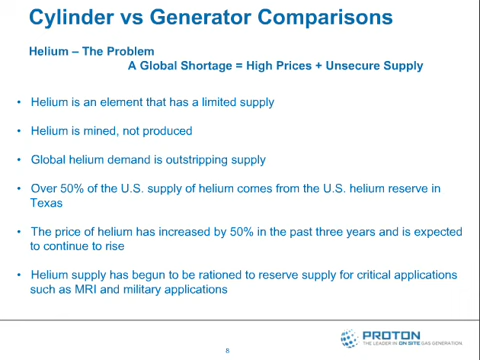 Cylinder vs Generator Comparisons
Helium – The Problem
A Global Shortage = High Prices + Unsecure Supply
• Helium is an element that has a limited supply
• Helium is mined, not produced
• Global helium demand is outstripping supply
• Over 50% of the U.S. supply of helium comes from the U.S. helium reserve in
Texas
• The price of helium has increased by 50% in the past three years and is expected
to continue to rise
• Helium supply has begun to be rationed to reserve supply for critical applications
such as MRI and military applications
PROTON
THE LEADER IN ON SITE GAS GENERATION.
8